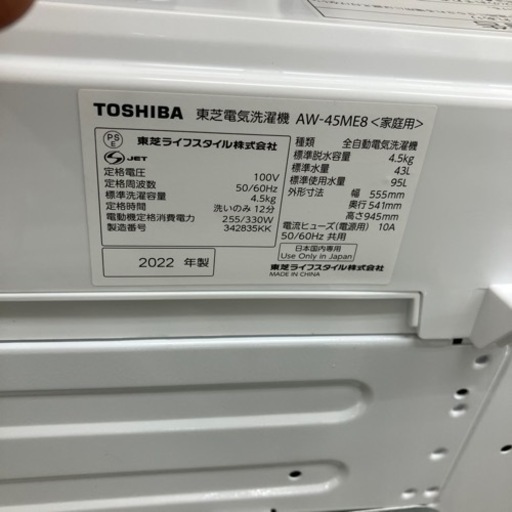 TOSHIBA 東芝電気洗濯機 AW-45ME8<家庭用>
PS
E
JET
東芝ライフスタイル株式会社
定格電圧 100V
定格周波数 50/60Hz
標準洗濯容量 4.5kg
定格時間 洗いのみ 12分
電動機定格消費電力 255/330W
製造番号 342835KK
2022 年製
種類 全自動電気洗濯機
標準脱水容量 4.5kg
標準水量 43L
標準使用水量 95L
外形寸法 幅 555mm
奥行 541mm
高さ 945mm
電流ヒューズ(電源用) 10A
50/60Hz 共用
日本国内専用
Use Only in Japan
東芝ライフスタイル株式会社
MADE IN CHINA